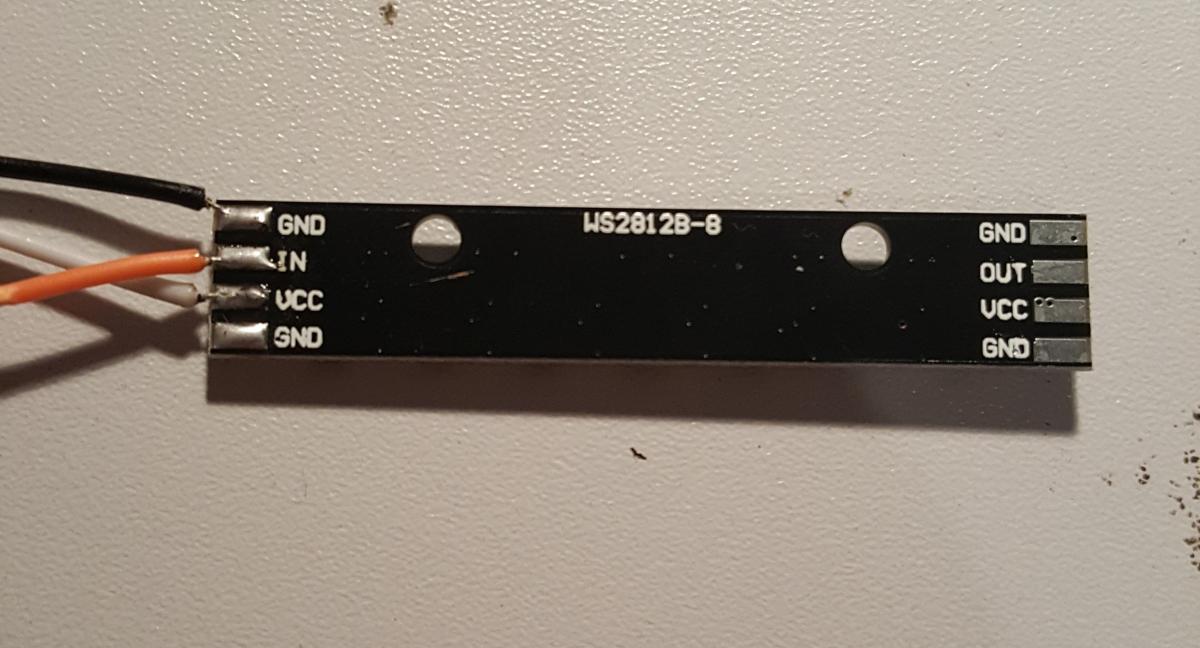 GND
IN
VCC
GND
WS2812B-8
GND
OUT
VCC
GND